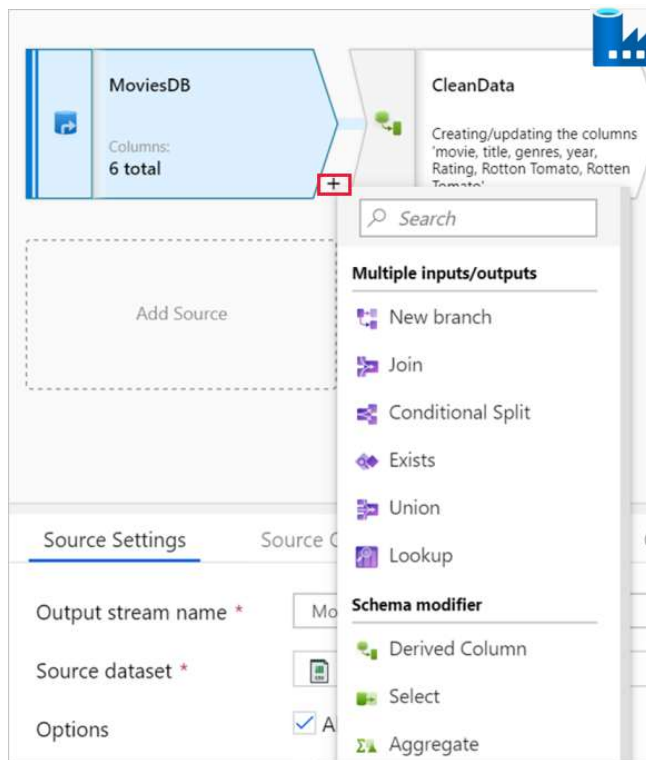 MoviesDB
Columns:
6 total
+
CleanData
Creating/updating the columns
'movie, title, genres, year,
Rating, Rotton Tomato, Rotten
Tomato'
Add Source
Search
Multiple inputs/outputs
New branch
Join
Conditional Split
Exists
Union
Lookup
Schema modifier
Derived Column
Select
Aggregate
Source Settings
Source
Output stream name *
Source dataset *
Options